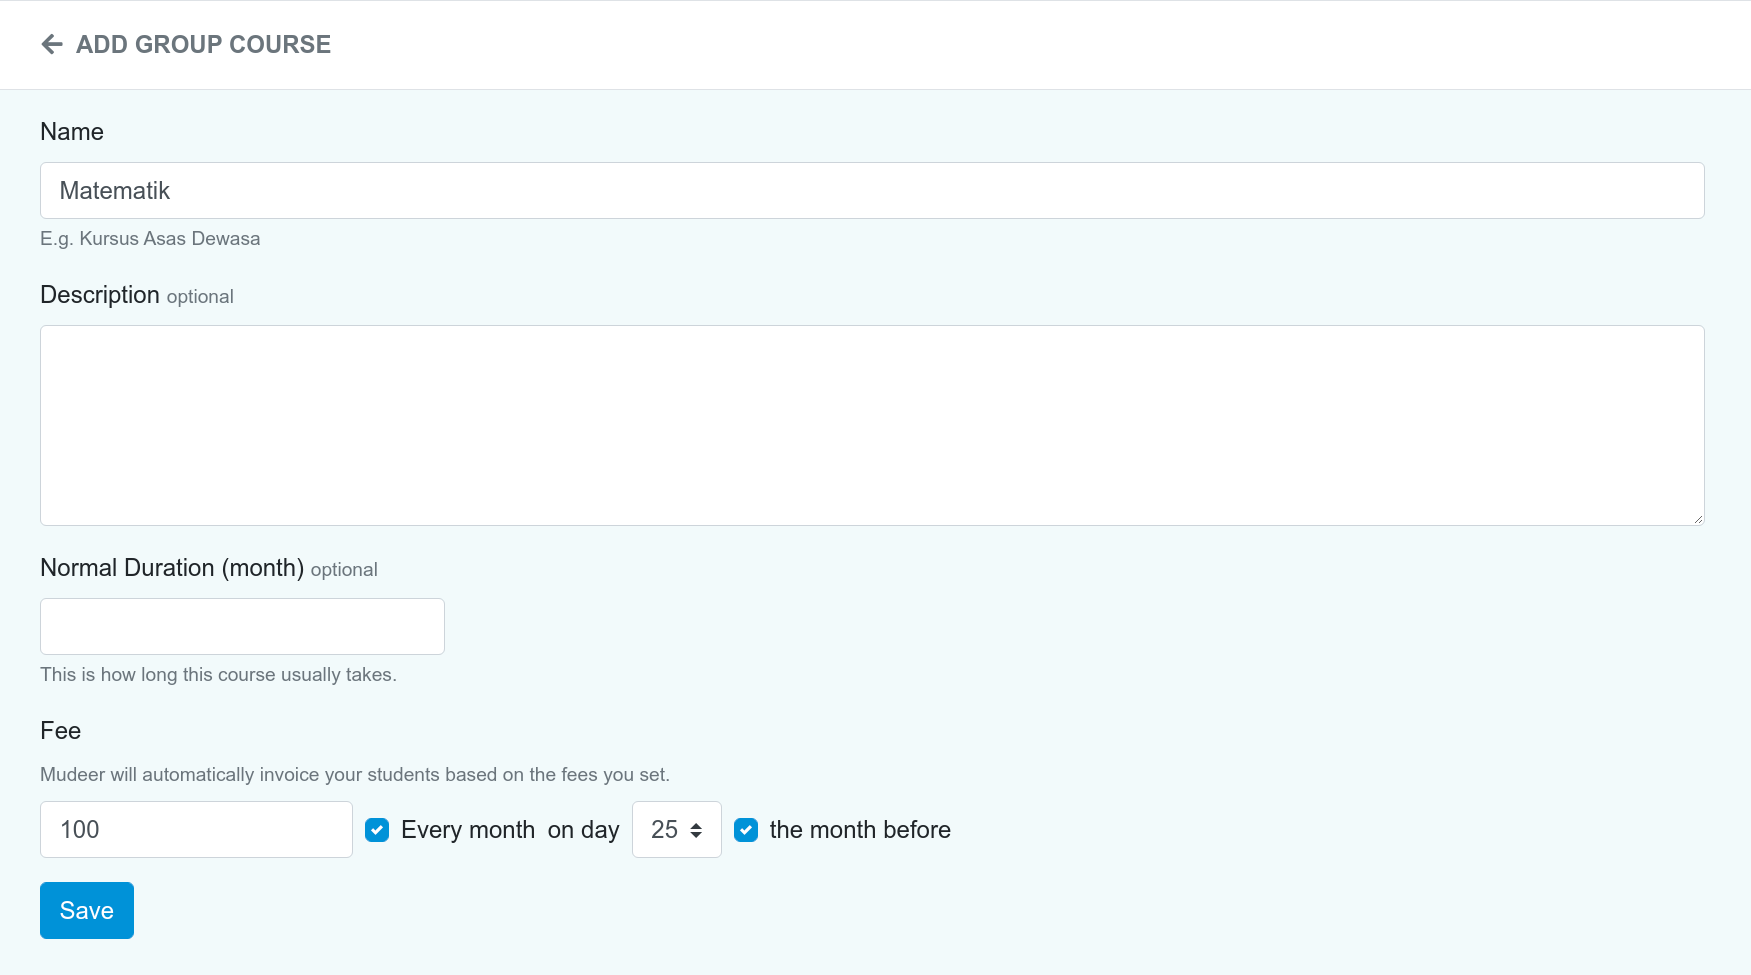 ADD GROUP COURSE
Name
Matematik
E.g. Kursus Asas Dewasa
Description optional
Normal Duration (month) optional
This is how long this course usually takes.
Fee
Mudeer will automatically invoice your students based on the fees you set.
100 Every month on day 25 the month before
Save